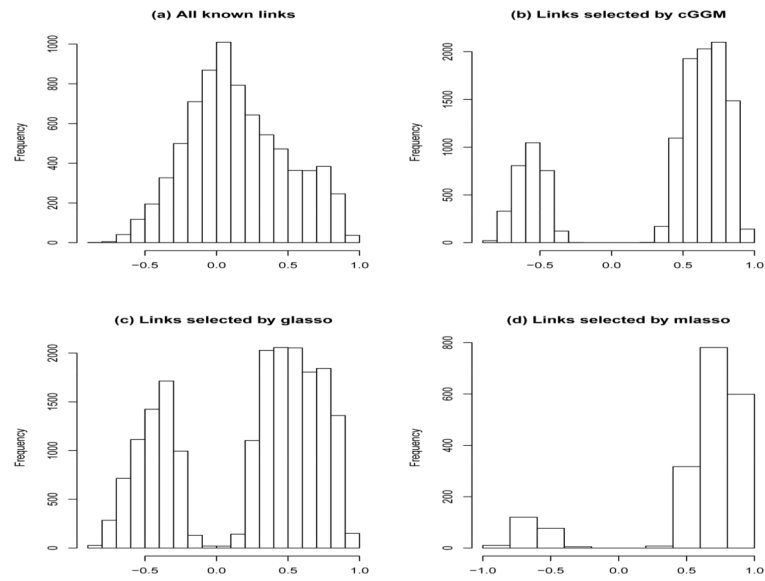 (a) All known links
Frequency
0 200 400 600 800 1000
−0.5 0.0 0.5 1.0
(b) Links selected by cGGM
Frequency
0 500 1000 1500 2000
−0.5 0.0 0.5 1.0
(c) Links selected by glasso
Frequency
0 500 1000 1500 2000
−0.5 0.0 0.5 1.0
(d) Links selected by mlasso
Frequency
0 200 400 600 800
−1.0 −0.5 0.0 0.5 1.0